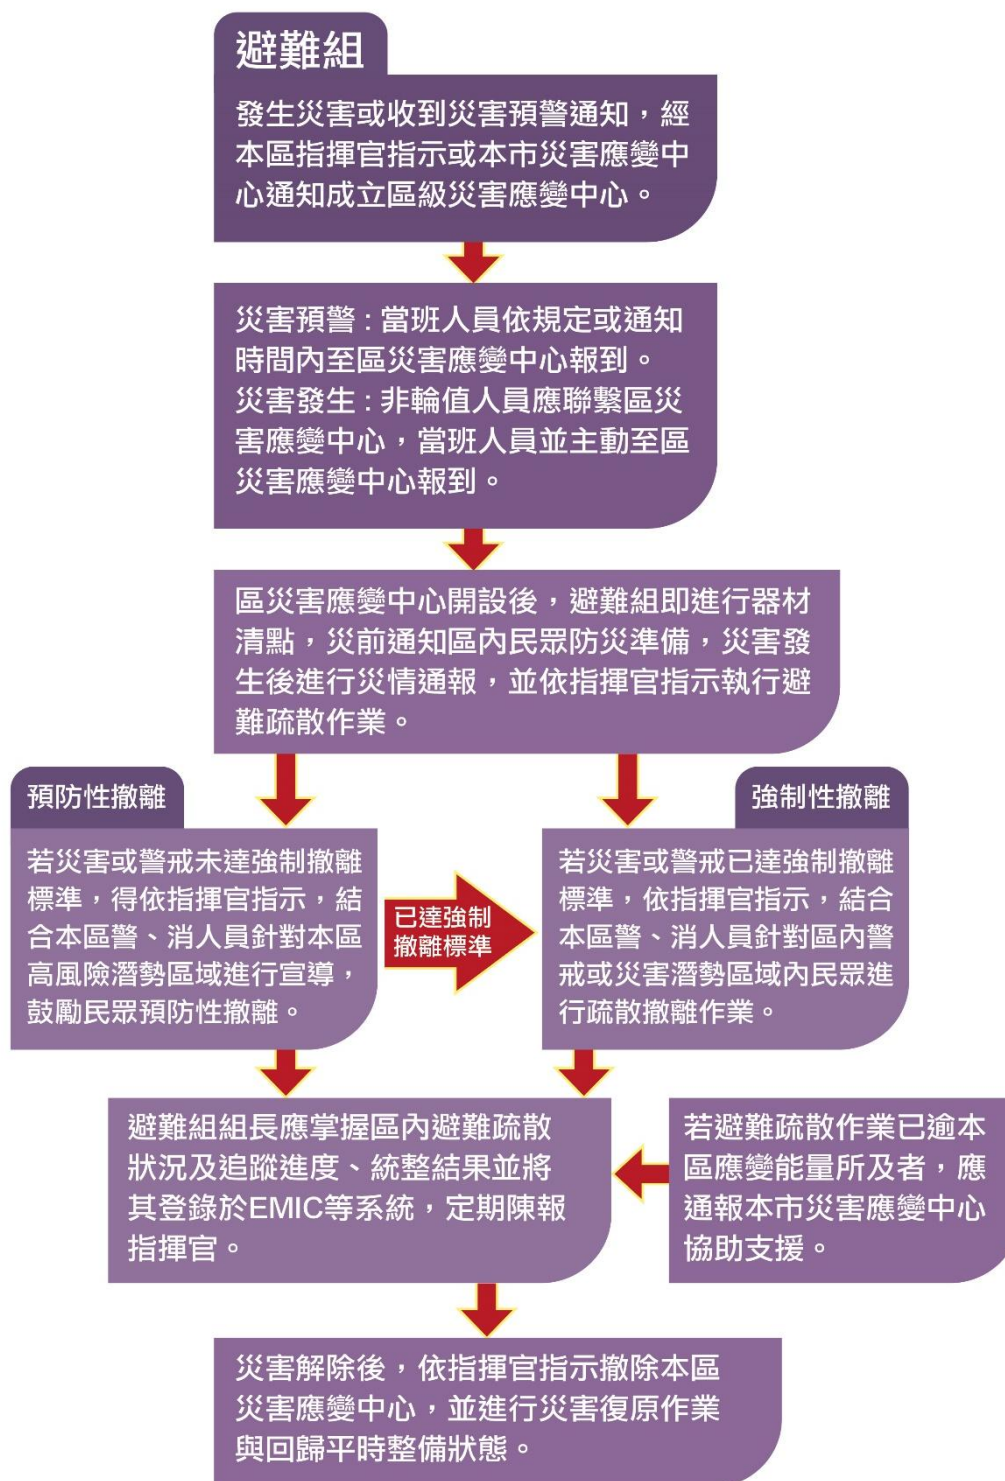 避難組
發生災害或收到災害預警通知，經
本區指揮官指示或本市災害應變中
心通知成立區級災害應變中心。
災害預警：當班人員依規定或通知
時間內至區災害應變中心報到。
災害發生：非輪值人員應聯繫區災
害應變中心，當班人員並主動至區
災害應變中心報到。
區災害應變中心開設後，避難組即進行器材
清點，災前通知區內民眾防災準備，災害發
生後進行災情通報，並依指揮官指示執行避
難疏散作業。
預防性撤離
若災害或警戒未達強制撤離
標準，得依指揮官指示，結
合本區警、消人員針對本區
高風險潛勢區域進行宣導，
鼓勵民眾預防性撤離。
已達強制
撤離標準
強制性撤離
若災害或警戒已達強制撤離
標準，依指揮官指示，結合
本區警、消人員針對區內警
戒或災害潛勢區域內民眾進
行疏散撤離作業。
避難組組長應掌握區內避難疏散
狀況及追蹤進度、統整結果並將
其登錄於EMIC等系統，定期陳報
指揮官。
若避難疏散作業已逾本
區應變能量所及者，應
通報本市災害應變中心
協助支援。
災害解除後，依指揮官指示撤除本區
災害應變中心，並進行災害復原作業
與回歸平時整備狀態。